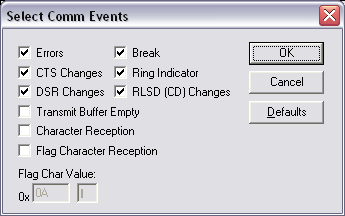 Select Comm Events
Errors
Break
OK
CTS Changes
Ring Indicator
Cancel
DSR Changes
RLSD (CD) Changes
Transmit Buffer Empty
Defaults
Character Reception
Flag Character Reception
Flag Char Value:
0x 0A